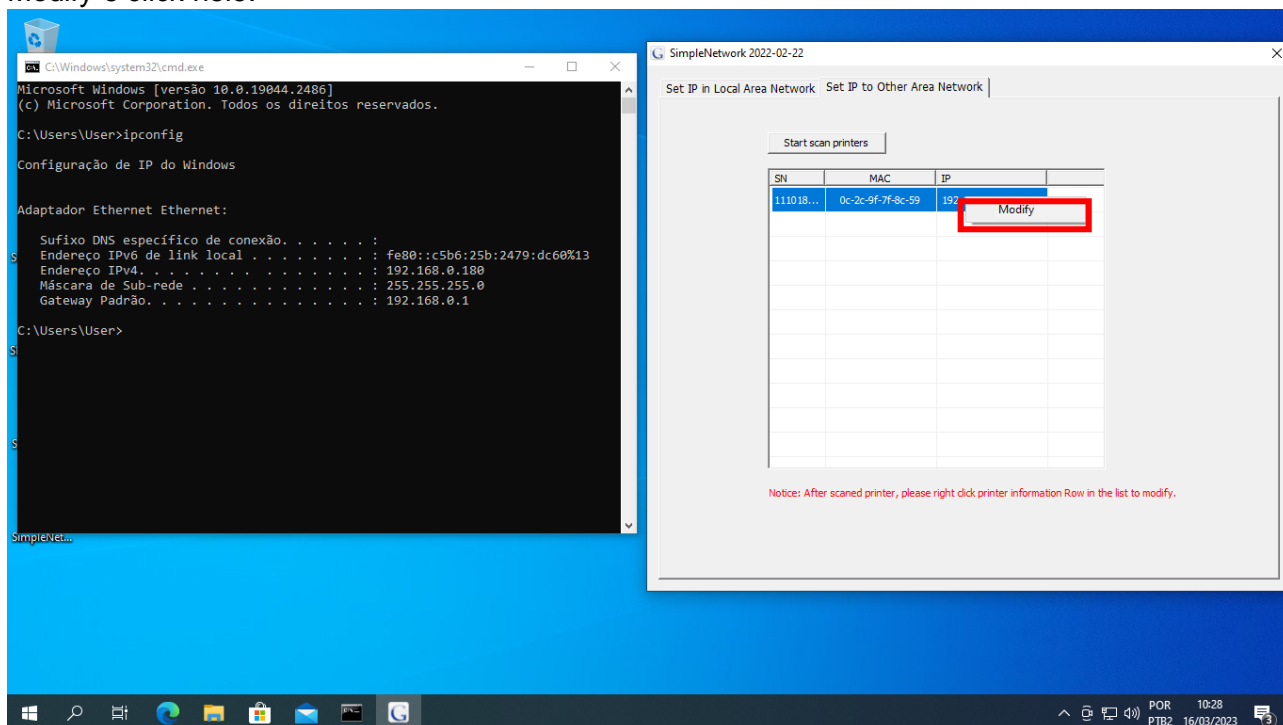 C:\Windows\system32\cmd.exe
Microsoft Windows [versão 10.0.19044.2486]
(c) Microsoft Corporation. Todos os direitos reservados.
C:\Users\User>ipconfig
Configuração de IP do Windows
Adaptador Ethernet Ethernet:
Sufixo DNS específico de conexão. . . . . . :
Endereço IPv6 de link local . . . . . . . . : fe80::c5b6:25b:2479:dc60%13
Endereço IPv4. . . . . . . . . . . . . . . : 192.168.0.180
Máscara de Sub-rede . . . . . . . . . . . . : 255.255.255.0
Gateway Padrão. . . . . . . . . . . . . . . : 192.168.0.1
C:\Users\User>
SimpleNet...
SimpleNetwork 2022-02-22
Set IP in Local Area Network Set IP to Other Area Network
Start scan printers
SN MAC IP
111018... 0c-2c-9f-7f-8c-59 192
Modify
Notice: After scaned printer, please right click printer information Row in the list to modify.
POR 10:28
PTB2 16/03/2023